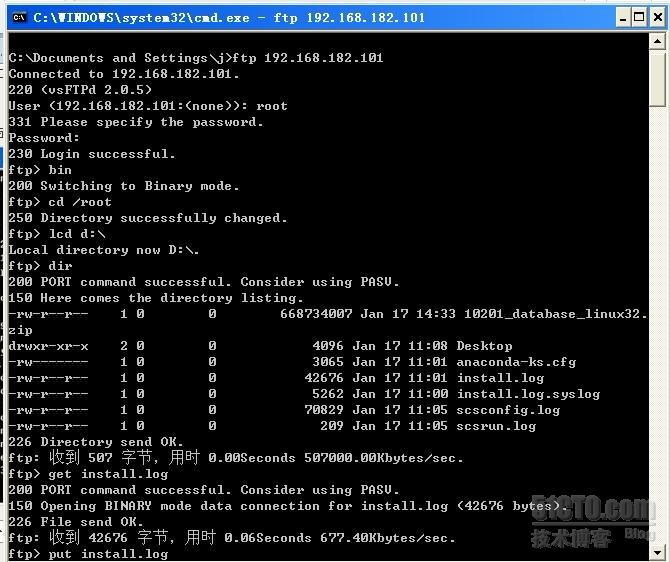 C:\WINDOWS\system32\cmd.exe - ftp 192.168.182.101
C:\Documents and Settings\j>ftp 192.168.182.101
Connected to 192.168.182.101.
220 (vsFTPd 2.0.5)
User (192.168.182.101:(none)): root
331 Please specify the password.
Password:
230 Login successful.
ftp> bin
200 Switching to Binary mode.
ftp> cd /root
250 Directory successfully changed.
ftp> lcd d:\
Local directory now D:\.
ftp> dir
200 PORT command successful. Consider using PASV.
150 Here comes the directory listing.
-rw-r--r-- 1 0 0 668734007 Jan 17 14:33 10201_database_linux32.
zip
drwxr-xr-x 2 0 0 4096 Jan 17 11:08 Desktop
-rw------- 1 0 0 3065 Jan 17 11:01 anaconda-ks.cfg
-rw-r--r-- 1 0 0 42676 Jan 17 11:01 install.log
-rw-r--r-- 1 0 0 5262 Jan 17 11:00 install.log.syslog
-rw-r--r-- 1 0 0 70829 Jan 17 11:05 scsconfig.log
-rw-r--r-- 1 0 0 209 Jan 17 11:05 scsrun.log
226 Directory send OK.
ftp: 收到 507 字节，用时 0.00Seconds 507000.00Kbytes/sec.
ftp> get install.log
200 PORT command successful. Consider using PASV.
150 Opening BINARY mode data connection for install.log (42676 bytes).
226 File send OK.
ftp: 收到 42676 字节，用时 0.06Seconds 677.40Kbytes/sec.
ftp> put install.log
51CTO.com
技术博客 Blog